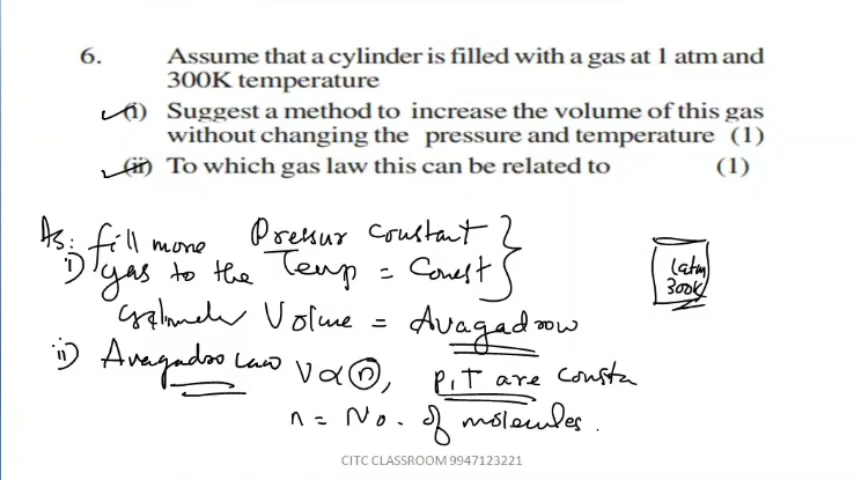 6. Assume that a cylinder is filled with a gas at 1 atm and
300K temperature
(i) Suggest a method to increase the volume of this gas
without changing the pressure and temperature (1)
(ii) To which gas law this can be related to (1)
As: fill more Pressur constant
i) gas to the Temp = Const
Volume = Avagadrow
ii) Avagadro Law V∝n, P,T are consta
n = No. of molecules.
1atm
300K
CITC CLASSROOM 9947123221